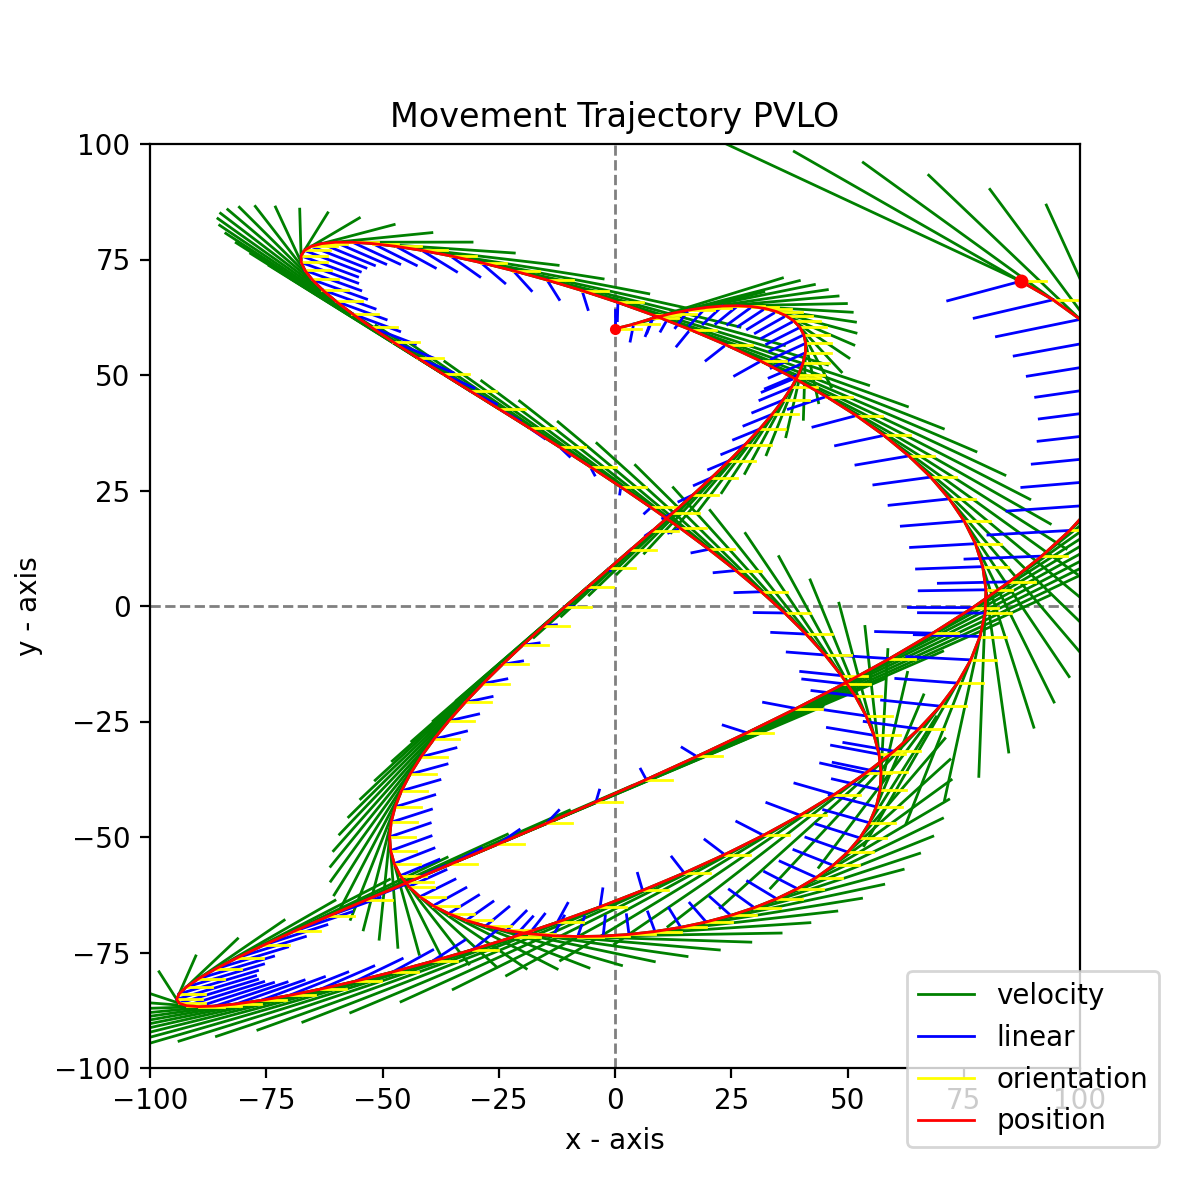 Movement Trajectory PVLO
100
75
50
25
0
−25
−50
−75
−100
y - axis
−100 −75 −50 −25 0 25 50 75 100
x - axis
velocity
linear
orientation
position